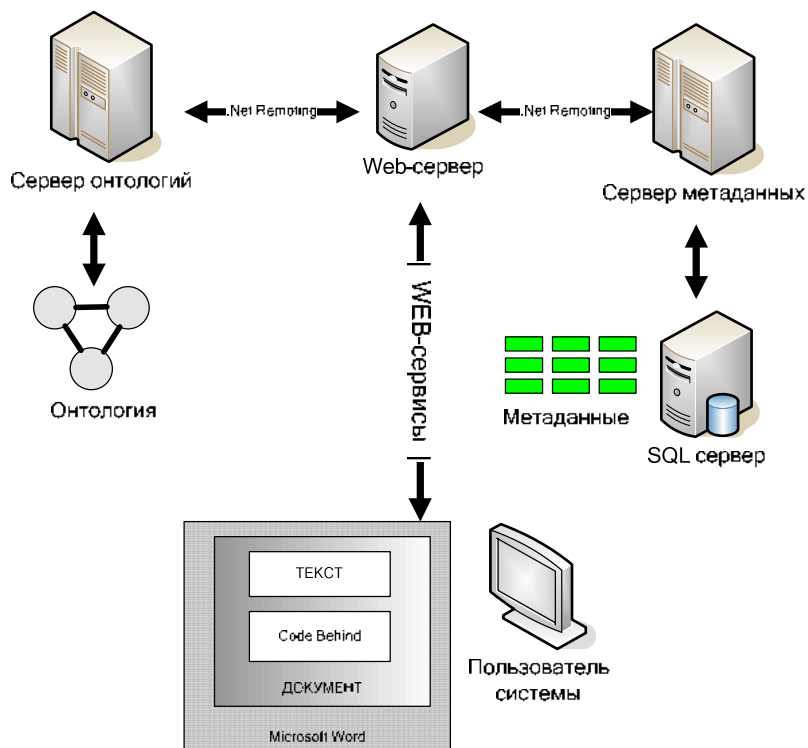 .Net Remoting
.Net Remoting
Сервер онтологий
Web-сервер
Сервер метаданных
WEB-сервисы
Онтология
Метаданные
SQL сервер
ТЕКСТ
Code Behind
ДОКУМЕНТ
Microsoft Word
Пользователь
системы